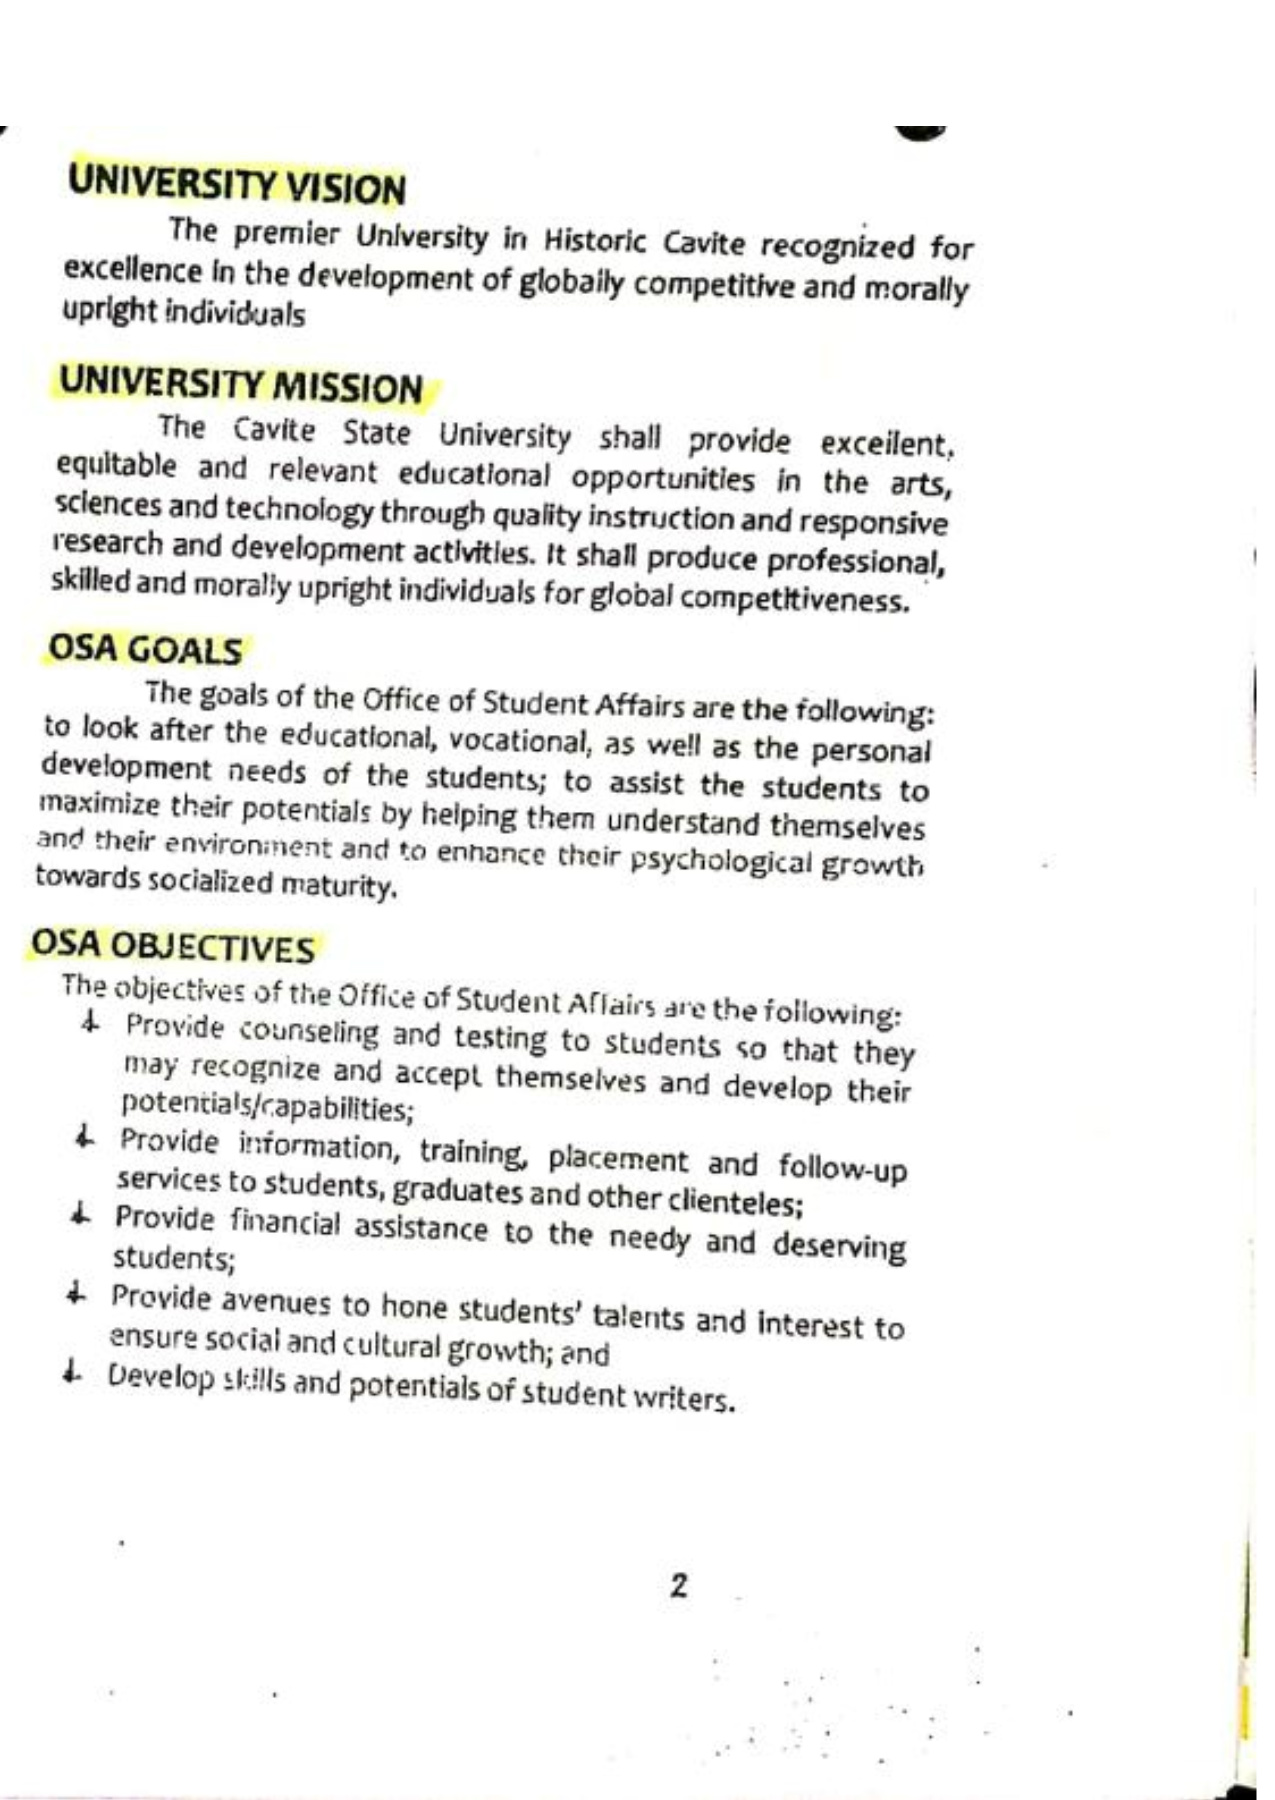 UNIVERSITY VISION
The premier University in Historic Cavite recognized for
excellence in the development of globally competitive and morally
upright individuals
UNIVERSITY MISSION
The Cavite State University shall provide excellent,
equitable and relevant educational opportunities in the arts,
sciences and technology through quality instruction and responsive
research and development activities. It shall produce professional,
skilled and morally upright individuals for global competitiveness.
OSA GOALS
The goals of the Office of Student Affairs are the following:
to look after the educational, vocational, as well as the personal
development needs of the students; to assist the students to
maximize their potentials by helping them understand themselves
and their environment and to enhance their psychological growth
towards socialized maturity.
OSA OBJECTIVES
The objectives of the Office of Student Affairs are the following:
Provide counseling and testing to students so that they
may recognize and accept themselves and develop their
potentials/capabilities;
Provide information, training, placement and follow-up
services to students, graduates and other clienteles;
Provide financial assistance to the needy and deserving
students;
Provide avenues to hone students' talents and interest to
ensure social and cultural growth; and
Develop skills and potentials of student writers.
2